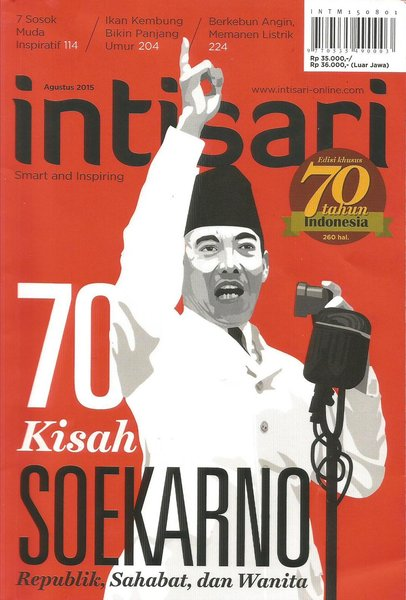 7 Sosok
Muda
Inspiratif 114
Ikan Kembung
Bikin Panjang
Umur 204
Berkebun Angin,
Memanen Listrik
224
INTM150801
Rp 35.000,-/
Rp 36.000,- (Luar Jawa)
Agustus 2015
www.intisari-online.com
intisari
Smart and Inspiring
Edisi khusus
70
tahun
Indonesia
260 hal.
70
Kisah
SOEKARNO
Republik, Sahabat, dan Wanita